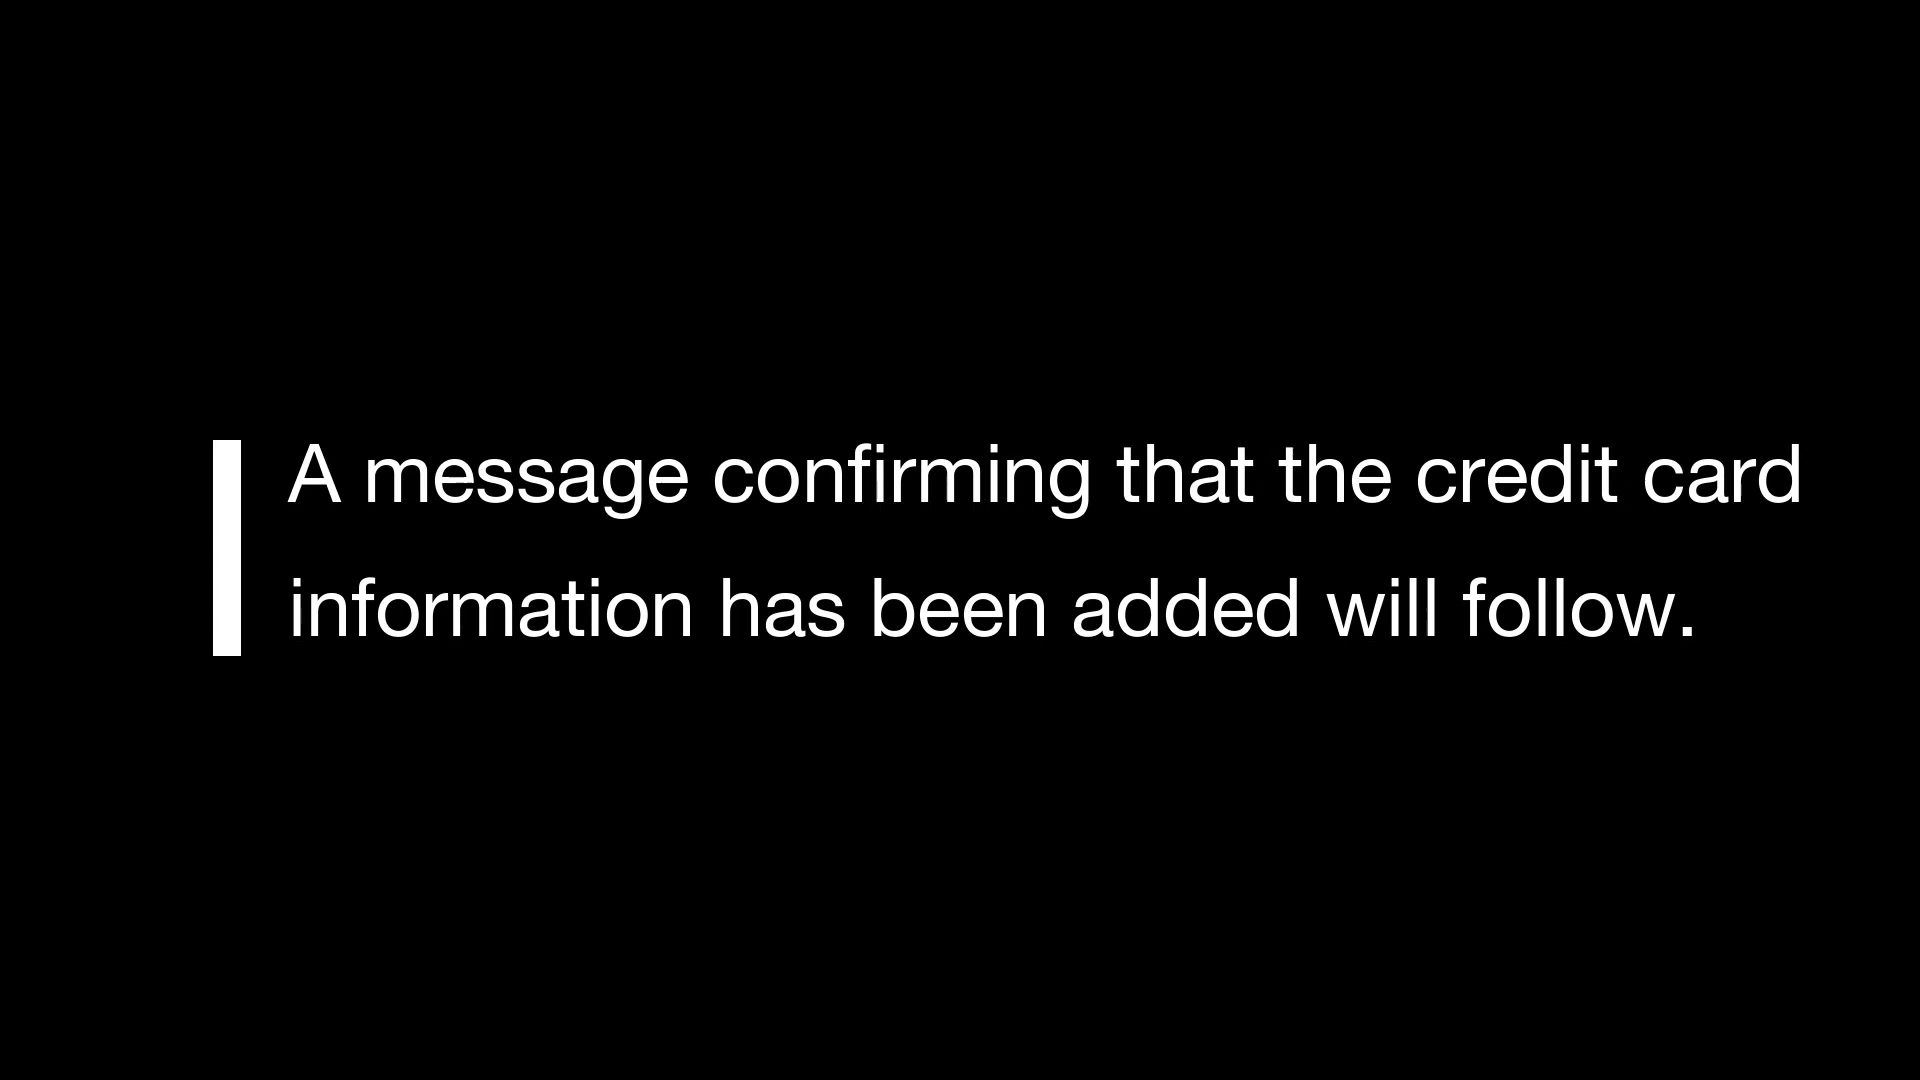 A message confirming that the credit card
information has been added will follow.